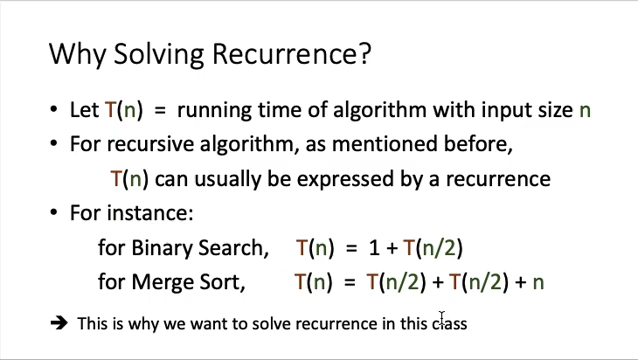 Why Solving Recurrence?
• Let T(n) = running time of algorithm with input size n
• For recursive algorithm, as mentioned before,
T(n) can usually be expressed by a recurrence
• For instance:
for Binary Search, T(n) = 1 + T(n/2)
for Merge Sort, T(n) = T(n/2) + T(n/2) + n
➔ This is why we want to solve recurrence in this class